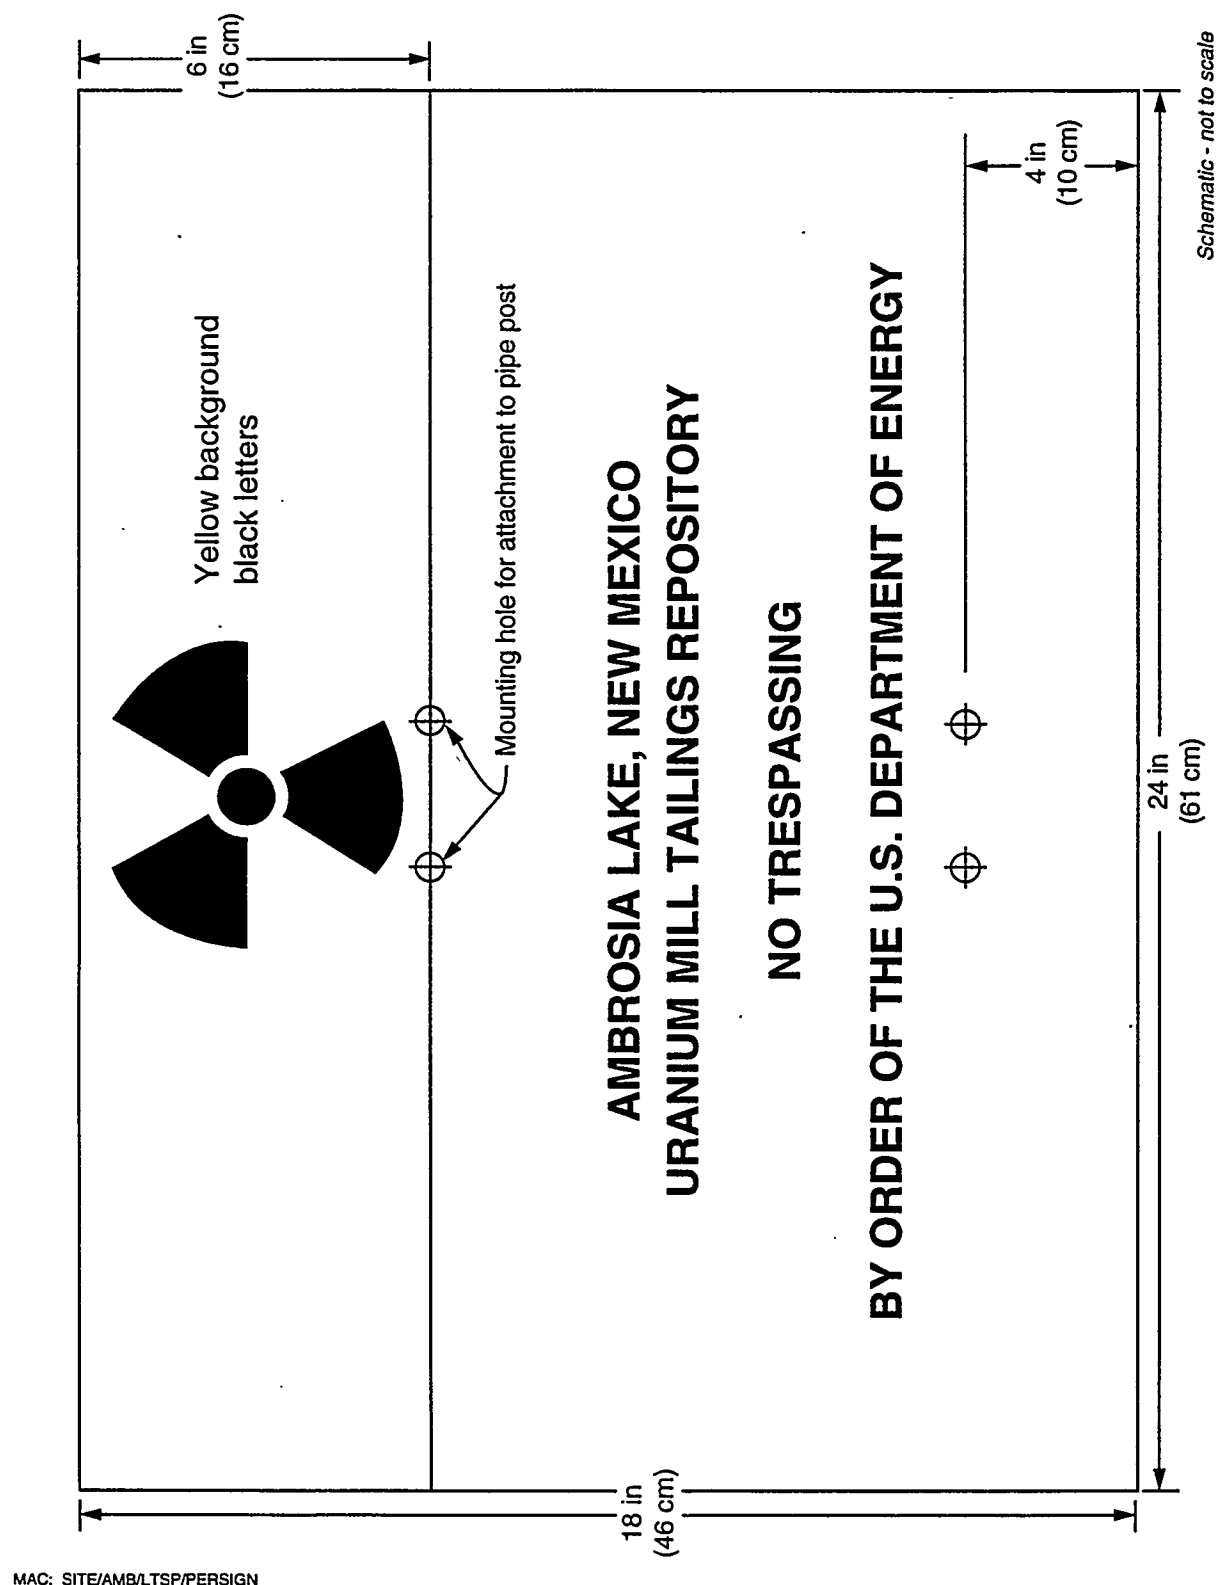 6 in
(16 cm)
Yellow background
black letters
Mounting hole for attachment to pipe post
AMBROSIA LAKE, NEW MEXICO
URANIUM MILL TAILINGS REPOSITORY
NO TRESPASSING
BY ORDER OF THE U.S. DEPARTMENT OF ENERGY
4 in
(10 cm)
18 in
(46 cm)
24 in
(61 cm)
Schematic - not to scale
MAC: SITE/AMB/LTSP/PERSIGN